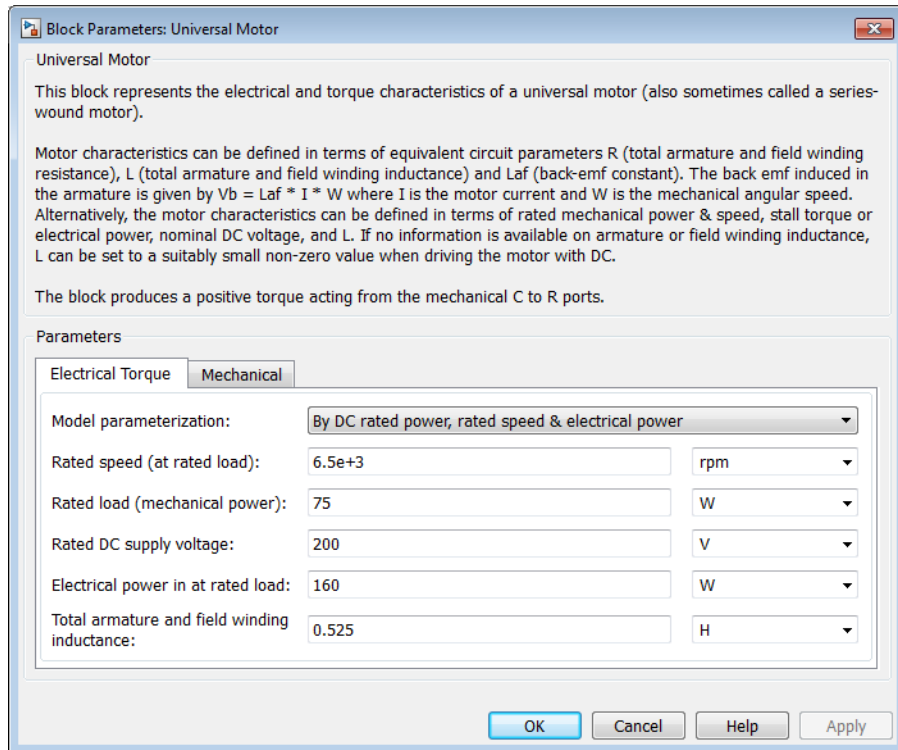 Block Parameters: Universal Motor
Universal Motor
This block represents the electrical and torque characteristics of a universal motor (also sometimes called a series-
wound motor).
Motor characteristics can be defined in terms of equivalent circuit parameters R (total armature and field winding
resistance), L (total armature and field winding inductance) and Laf (back-emf constant). The back emf induced in
the armature is given by Vb = Laf * I * W where I is the motor current and W is the mechanical angular speed.
Alternatively, the motor characteristics can be defined in terms of rated mechanical power & speed, stall torque or
electrical power, nominal DC voltage, and L. If no information is available on armature or field winding inductance,
L can be set to a suitably small non-zero value when driving the motor with DC.
The block produces a positive torque acting from the mechanical C to R ports.
Parameters
Electrical Torque Mechanical
Model parameterization: By DC rated power, rated speed & electrical power
Rated speed (at rated load): 6.5e+3 rpm
Rated load (mechanical power): 75 W
Rated DC supply voltage: 200 V
Electrical power in at rated load: 160 W
Total armature and field winding
inductance: 0.525 H
OK Cancel Help Apply